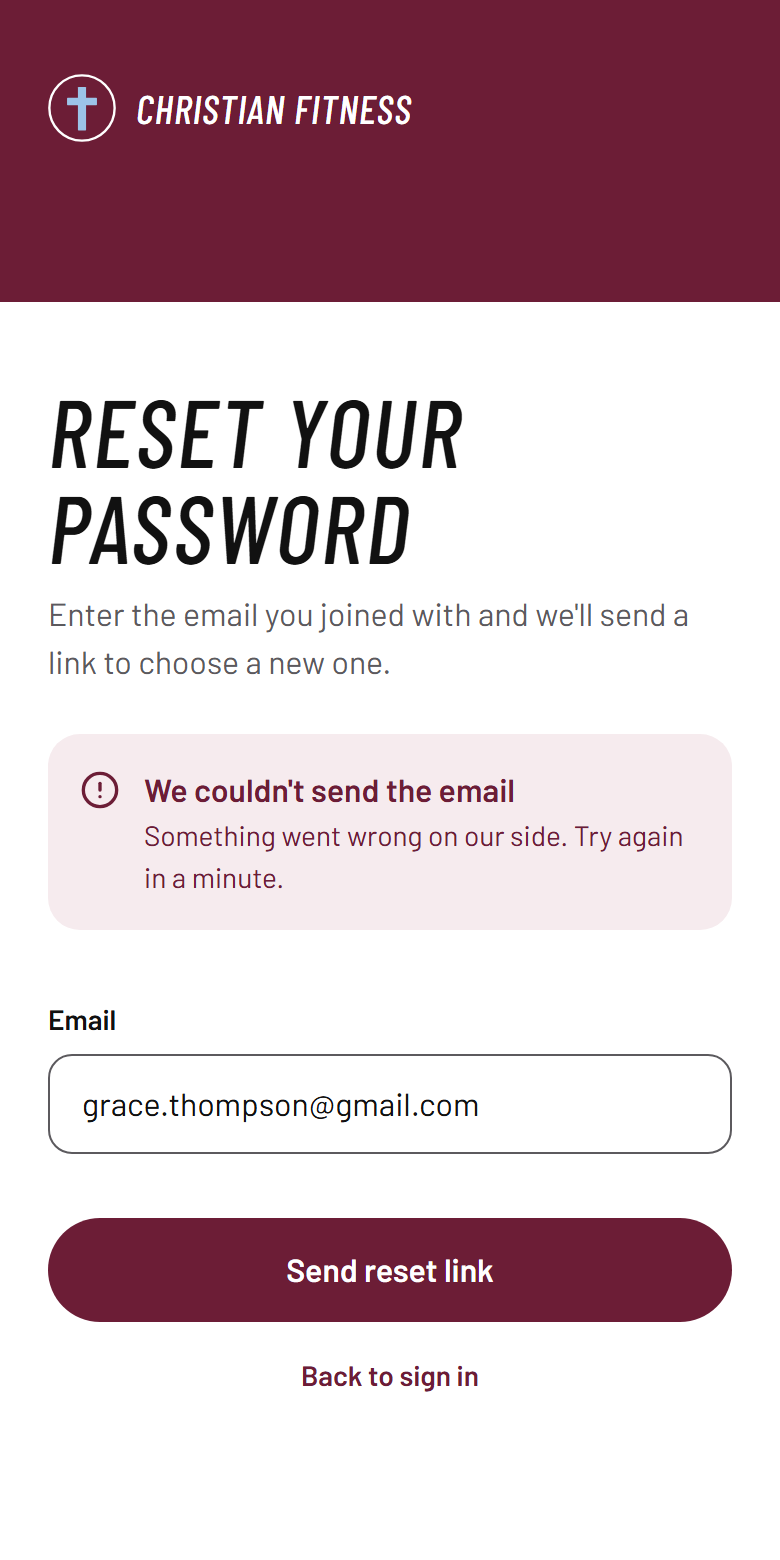 CHRISTIAN FITNESS
RESET YOUR
PASSWORD
Enter the email you joined with and we'll send a
link to choose a new one.
We couldn't send the email
Something went wrong on our side. Try again
in a minute.
Email
grace.thompson@gmail.com
Send reset link
Back to sign in